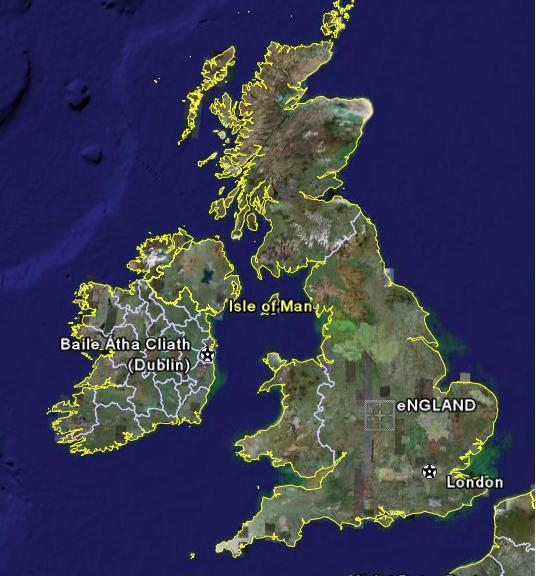 Isle of Man
Baile Atha Cliath
(Dublin)
eNGLAND
London